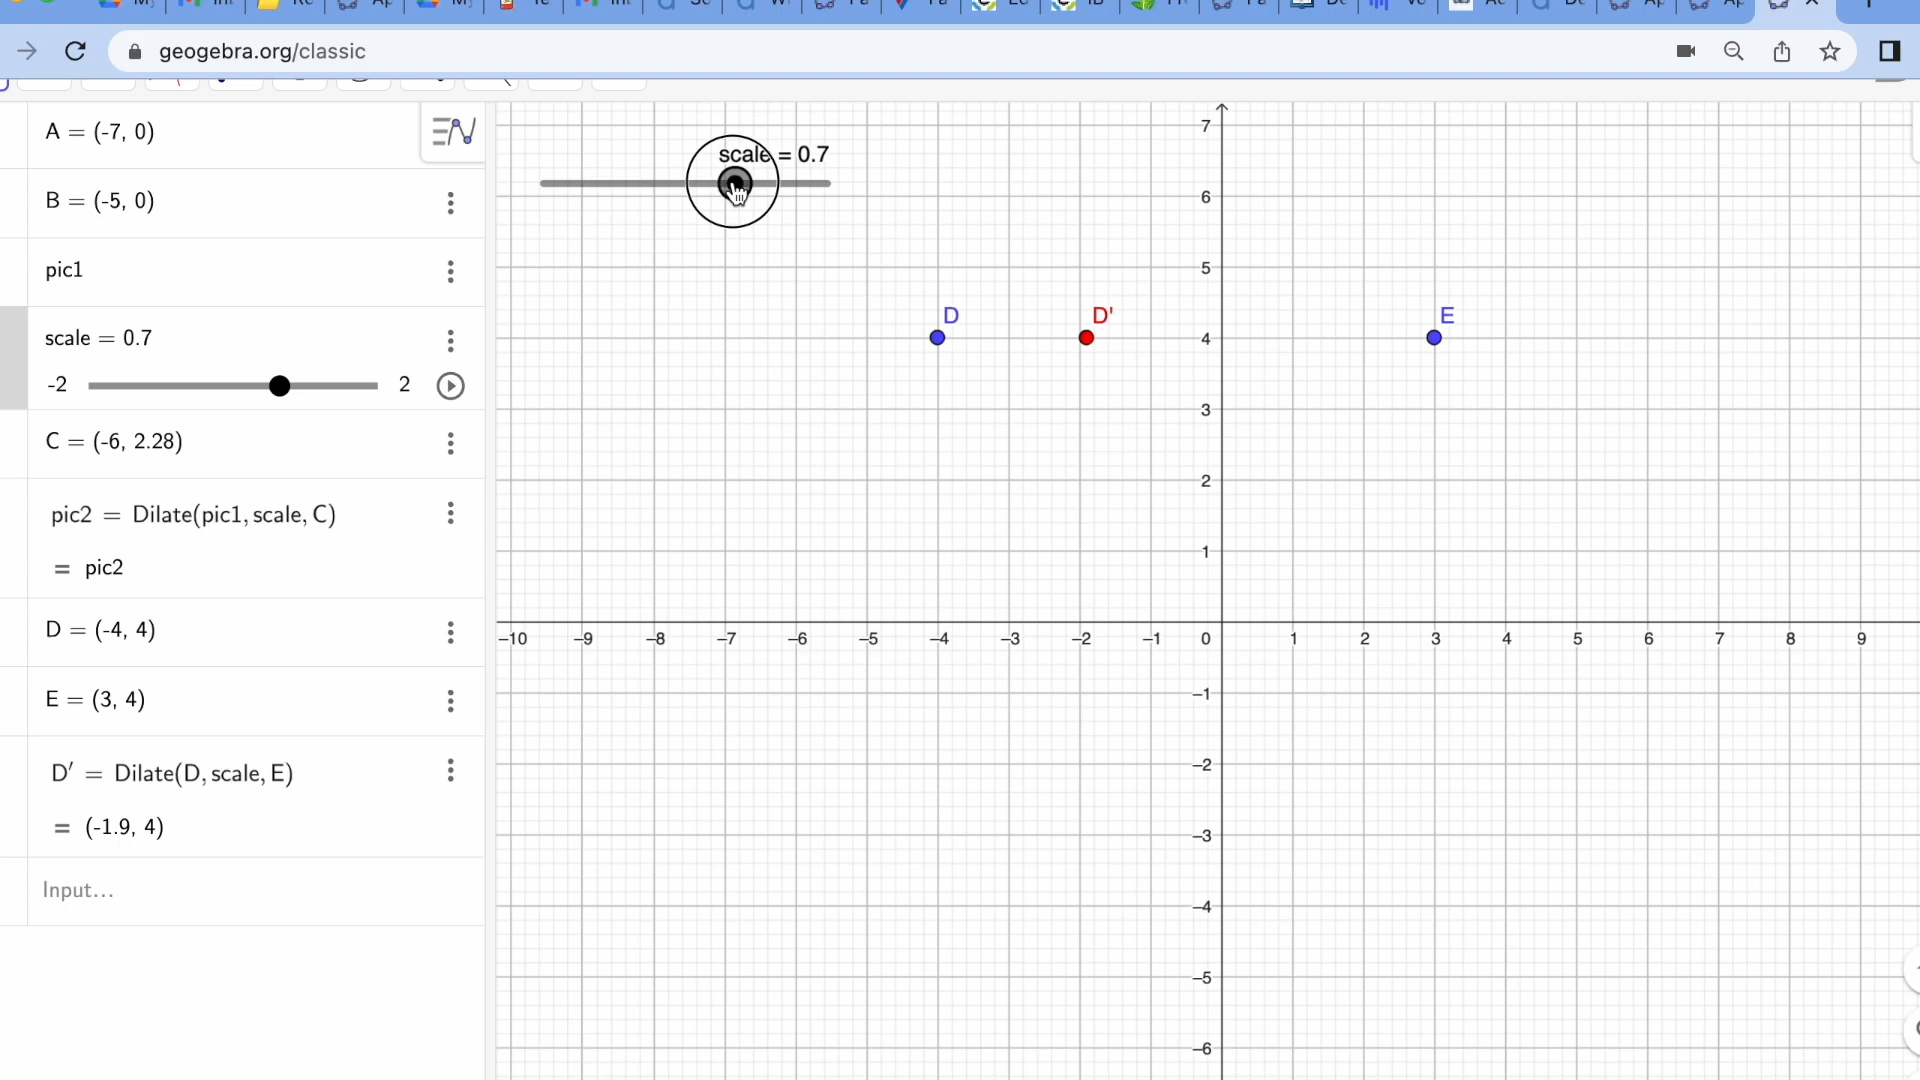 geogebra.org/classic
A = (-7, 0)
B = (-5, 0)
pic1
scale = 0.7
-2 2
C = (-6, 2.28)
pic2 = Dilate(pic1, scale, C)
= pic2
D = (-4, 4)
E = (3, 4)
D′ = Dilate(D, scale, E)
= (-1.9, 4)
Input…
scale = 0.7
D D' E
7
6
5
4
3
2
1
–10 –9 –8 –7 –6 –5 –4 –3 –2 –1 0 1 2 3 4 5 6 7 8 9
–1
–2
–3
–4
–5
–6